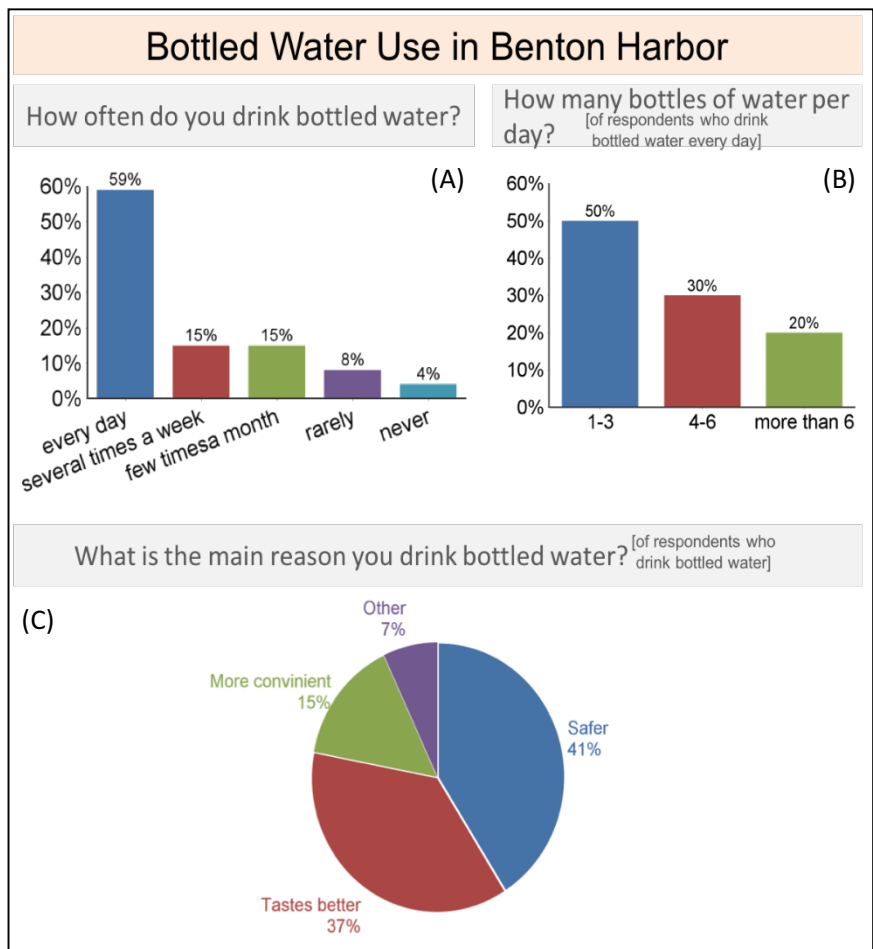 Bottled Water Use in Benton Harbor
How often do you drink bottled water?
How many bottles of water per
day? [of respondents who drink
bottled water every day]
(A)
60%
50%
40%
30%
20%
10%
0%
59%
15%
15%
8%
4%
every day
several times a week
few timesa month
rarely
never
(B)
60%
50%
40%
30%
20%
10%
0%
50%
30%
20%
1-3
4-6
more than 6
What is the main reason you drink bottled water? [of respondents who
drink bottled water]
(C)
Other
7%
More convinient
15%
Safer
41%
Tastes better
37%